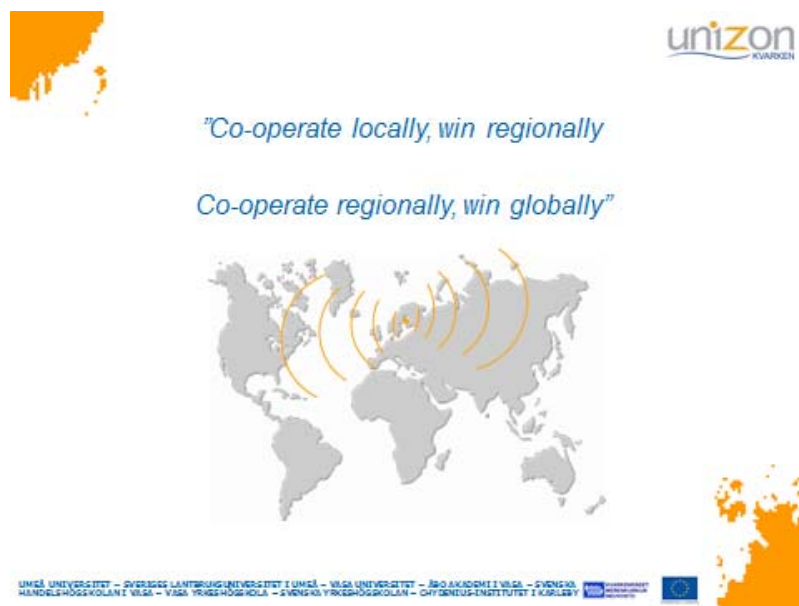 unizon
KVARKEN
”Co-operate locally, win regionally
Co-operate regionally, win globally”
UMEÅ UNIVERSITET – SVERIGES LANTBRUKSUNIVERSITET I UMEÅ – VASA UNIVERSITET – ÅBO AKADEMI I VASA – SVENSKA
HANDELSHÖGSKOLAN I VASA – VASA YRKESHÖGSKOLA – SVENSKA YRKESHÖGSKOLAN – CHYDENIUS-INSTITUTET I KARLEBY